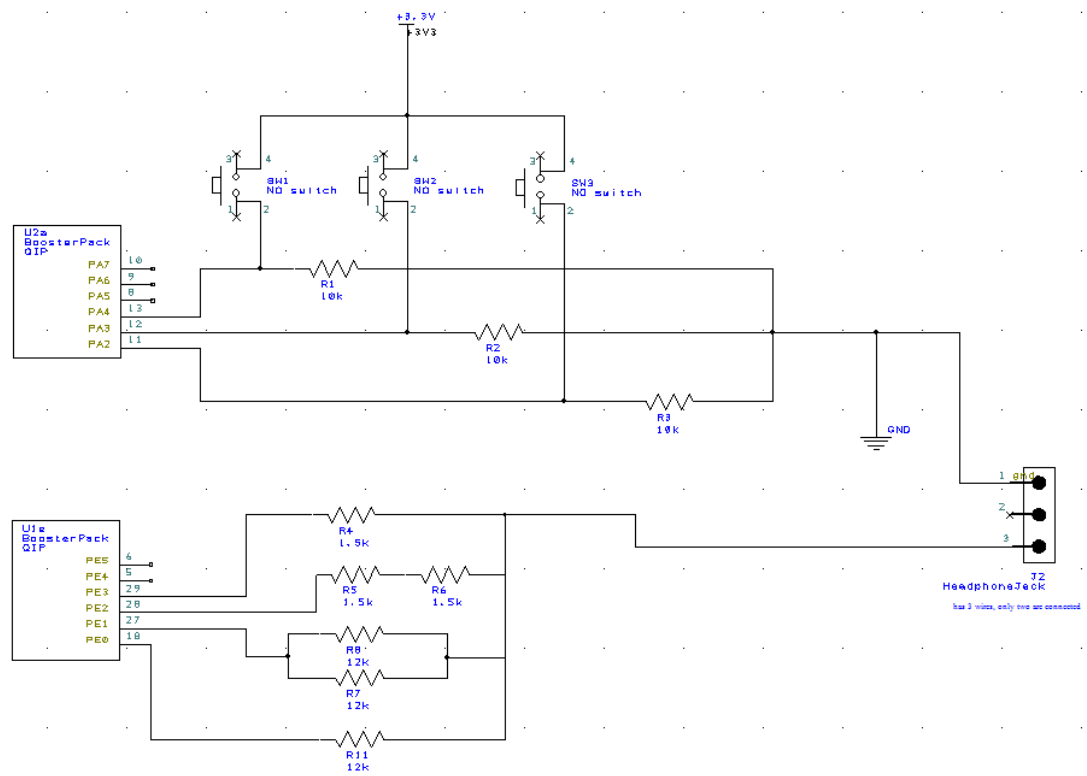 +3.3V
+3V3
3 4
SW1
NO switch
1 2
3 4
SW2
NO switch
1 2
3 4
SW3
NO switch
1 2
U2a
BoosterPack
QIP
PA7 10
PA6 9
PA5 8
PA4 13
PA3 12
PA2 11
R1
10k
R2
10k
R3
10k
GND
1 gnd
2
3
J2
HeadphoneJack
has 3 wires, only two are connected
U1e
BoosterPack
QIP
PE5 6
PE4 5
PE3 29
PE2 28
PE1 27
PE0 18
R4
1.5k
R5
1.5k
R6
1.5k
R8
12k
R7
12k
R11
12k